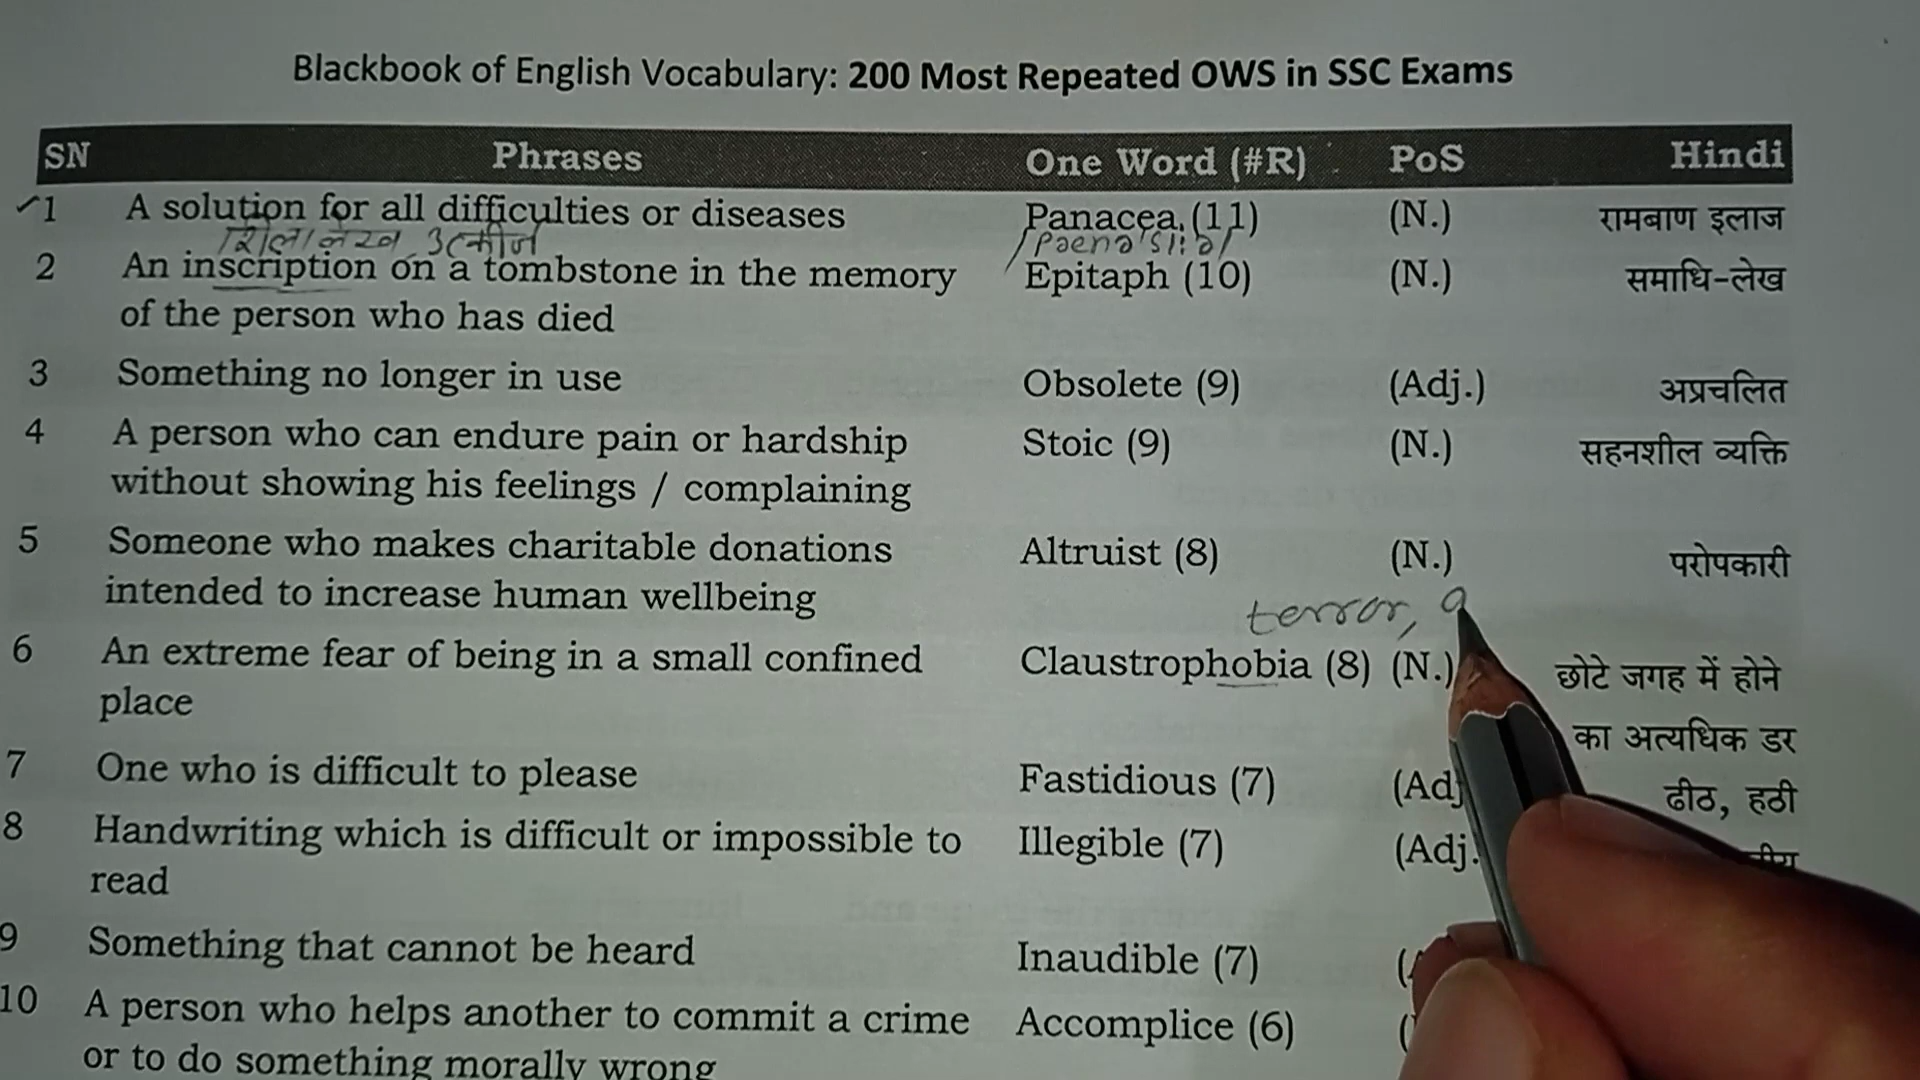 Blackbook of English Vocabulary: 200 Most Repeated OWS in SSC Exams
SN Phrases One Word (#R) PoS Hindi
1 A solution for all difficulties or diseases Panacea (11) (N.) रामबाण इलाज
शिलालेख उत्कीर्ण
2 An inscription on a tombstone in the memory Epitaph (10) (N.) समाधि-लेख
of the person who has died
3 Something no longer in use Obsolete (9) (Adj.) अप्रचलित
4 A person who can endure pain or hardship Stoic (9) (N.) सहनशील व्यक्ति
without showing his feelings / complaining
5 Someone who makes charitable donations Altruist (8) (N.) परोपकारी
intended to increase human wellbeing
terror,
6 An extreme fear of being in a small confined Claustrophobia (8) (N.) छोटे जगह में होने
place का अत्यधिक डर
7 One who is difficult to please Fastidious (7) (Adj ढीठ, हठी
8 Handwriting which is difficult or impossible to Illegible (7) (Adj.
read
9 Something that cannot be heard Inaudible (7)
10 A person who helps another to commit a crime Accomplice (6)
or to do something morally wrong